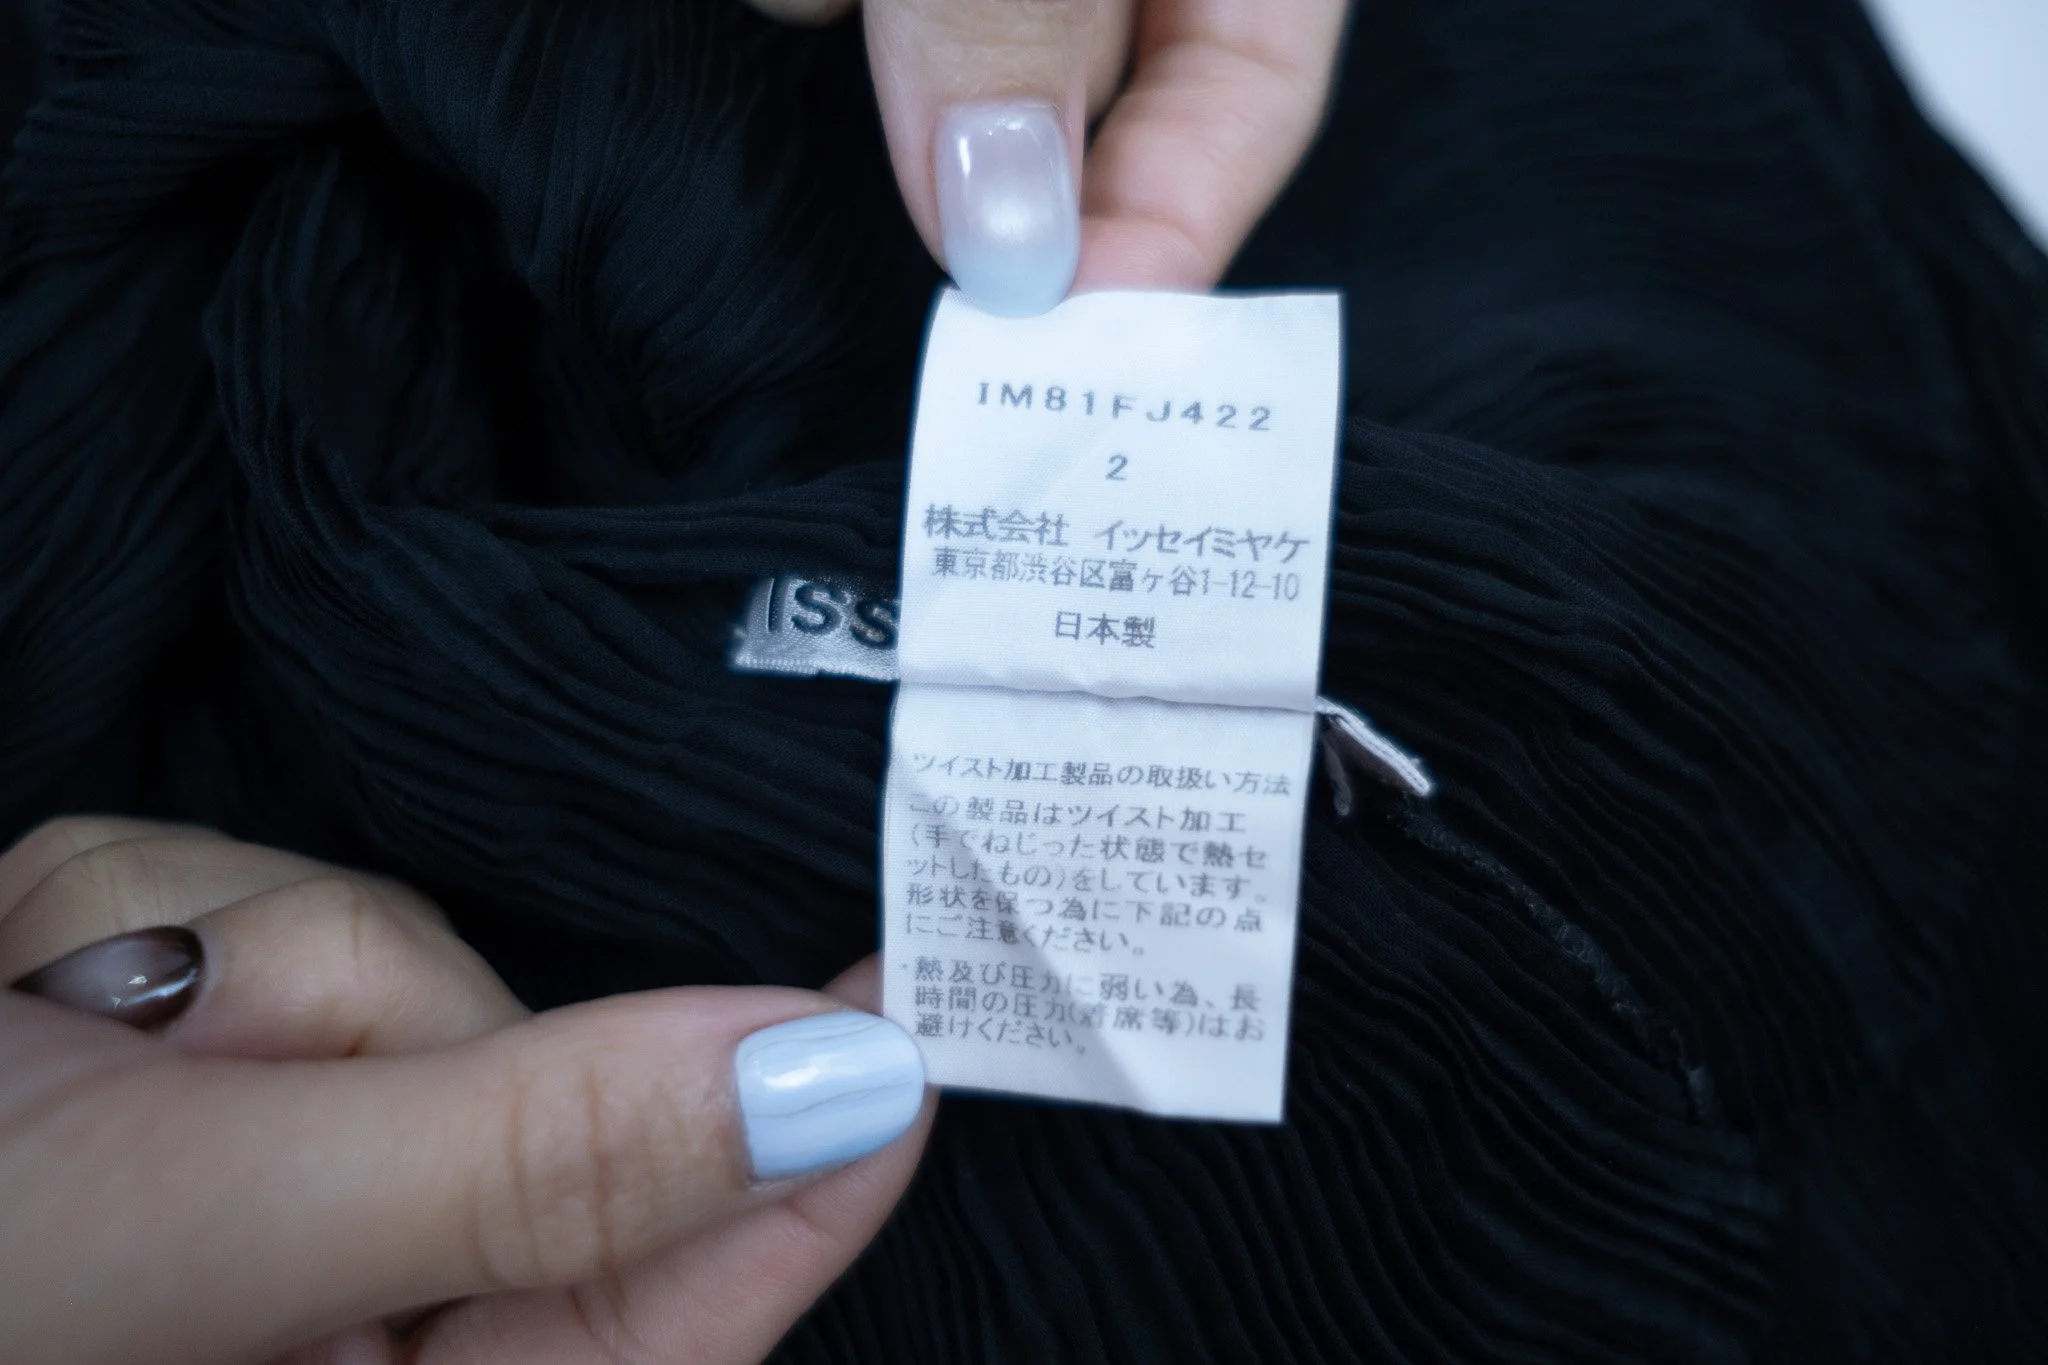 IM81FJ422
2
株式会社 イッセイミヤケ
東京都渋谷区富ヶ谷1-12-10
日本製
ISS
ツイスト加工製品の取扱い方法
この製品はツイスト加工
(手でねじった状態で熱セ
ットしたもの)をしています。
形状を保つ為に下記の点
にご注意ください。
・熱及び圧力に弱い為、長
時間の圧力(着席等)はお
避けください。